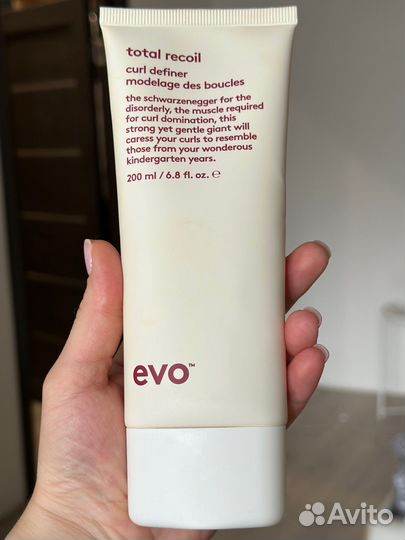 total recoil
curl definer
modelage des boucles
the schwarzenegger for the
disorderly, the muscle required
for curl domination, this
strong yet gentle giant will
caress your curls to resemble
those from your wonderous
kindergarten years.
200 ml / 6.8 fl. oz. ℮
evo™
Avito